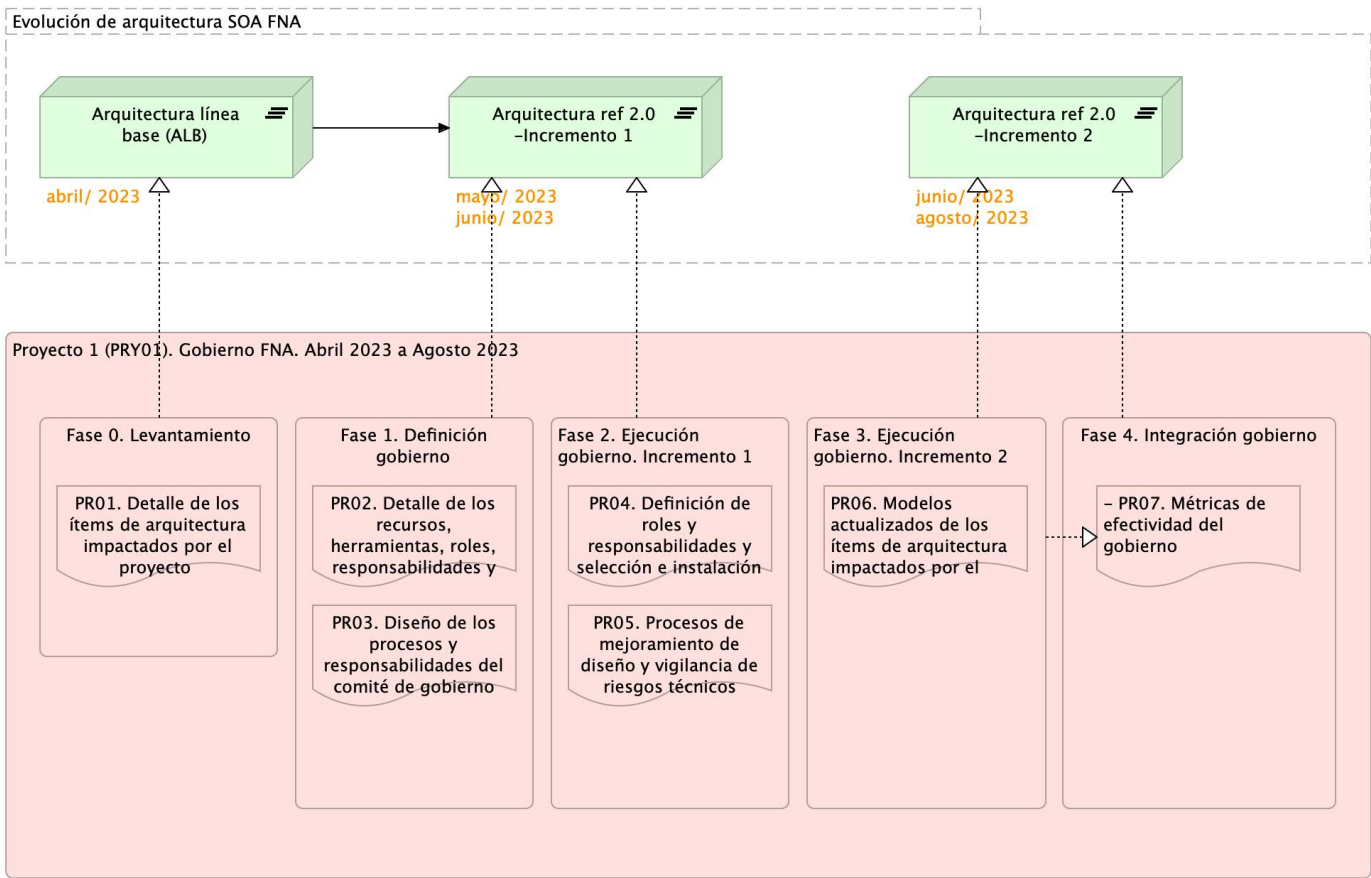 Evolución de arquitectura SOA FNA
Arquitectura línea
base (ALB)
abril/ 2023
Arquitectura ref 2.0
-Incremento 1
mayo/ 2023
junio/ 2023
Arquitectura ref 2.0
-Incremento 2
junio/ 2023
agosto/ 2023
Proyecto 1 (PRY01). Gobierno FNA. Abril 2023 a Agosto 2023
Fase 0. Levantamiento
PR01. Detalle de los
ítems de arquitectura
impactados por el
proyecto
Fase 1. Definición
gobierno
PR02. Detalle de los
recursos,
herramientas, roles,
responsabilidades y
PR03. Diseño de los
procesos y
responsabilidades del
comité de gobierno
Fase 2. Ejecución
gobierno. Incremento 1
PR04. Definición de
roles y
responsabilidades y
selección e instalación
PR05. Procesos de
mejoramiento de
diseño y vigilancia de
riesgos técnicos
Fase 3. Ejecución
gobierno. Incremento 2
PR06. Modelos
actualizados de los
ítems de arquitectura
impactados por el
Fase 4. Integración gobierno
- PR07. Métricas de
efectividad del
gobierno